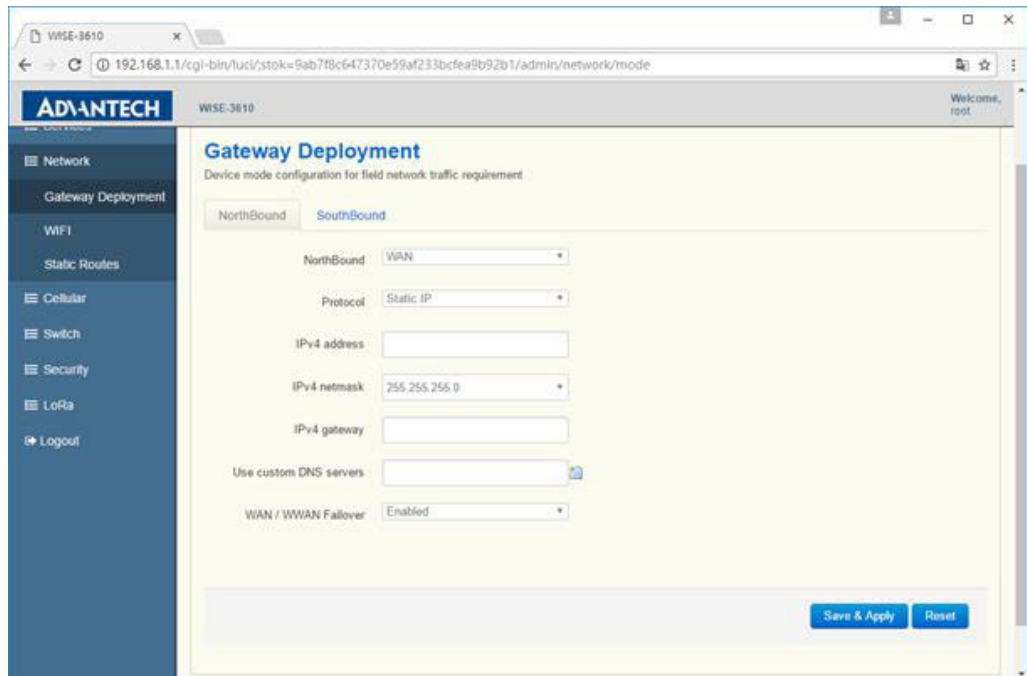 WISE-3610
192.168.1.1/cgi-bin/luci/;stok=9ab7f8c647370e59af233bcfea9b92b1/admin/network/mode
ADVANTECH
WISE-3610
Welcome,
root
Services
Network
Gateway Deployment
WIFI
Static Routes
Cellular
Switch
Security
LoRa
Logout
Gateway Deployment
Device mode configuration for field network traffic requirement
NorthBound SouthBound
NorthBound WAN
Protocol Static IP
IPv4 address
IPv4 netmask 255.255.255.0
IPv4 gateway
Use custom DNS servers
WAN / WWAN Failover Enabled
Save & Apply Reset